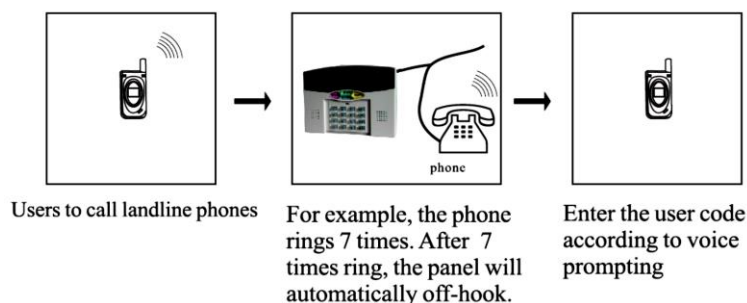 phone
Users to call landline phones
For example, the phone
rings 7 times. After 7
times ring, the panel will
automatically off-hook.
Enter the user code
according to voice
prompting